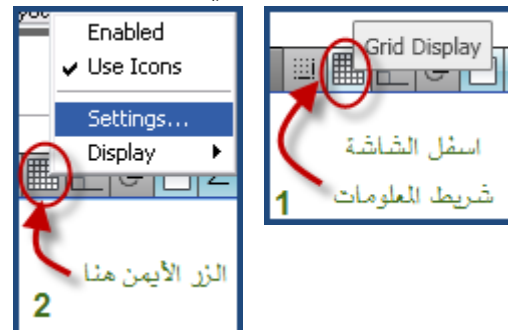 Grid Display
اسفل الشاشة
شريط المعلومات
1
Enabled
Use Icons
Settings...
Display
الزر الأيمن هنا
2